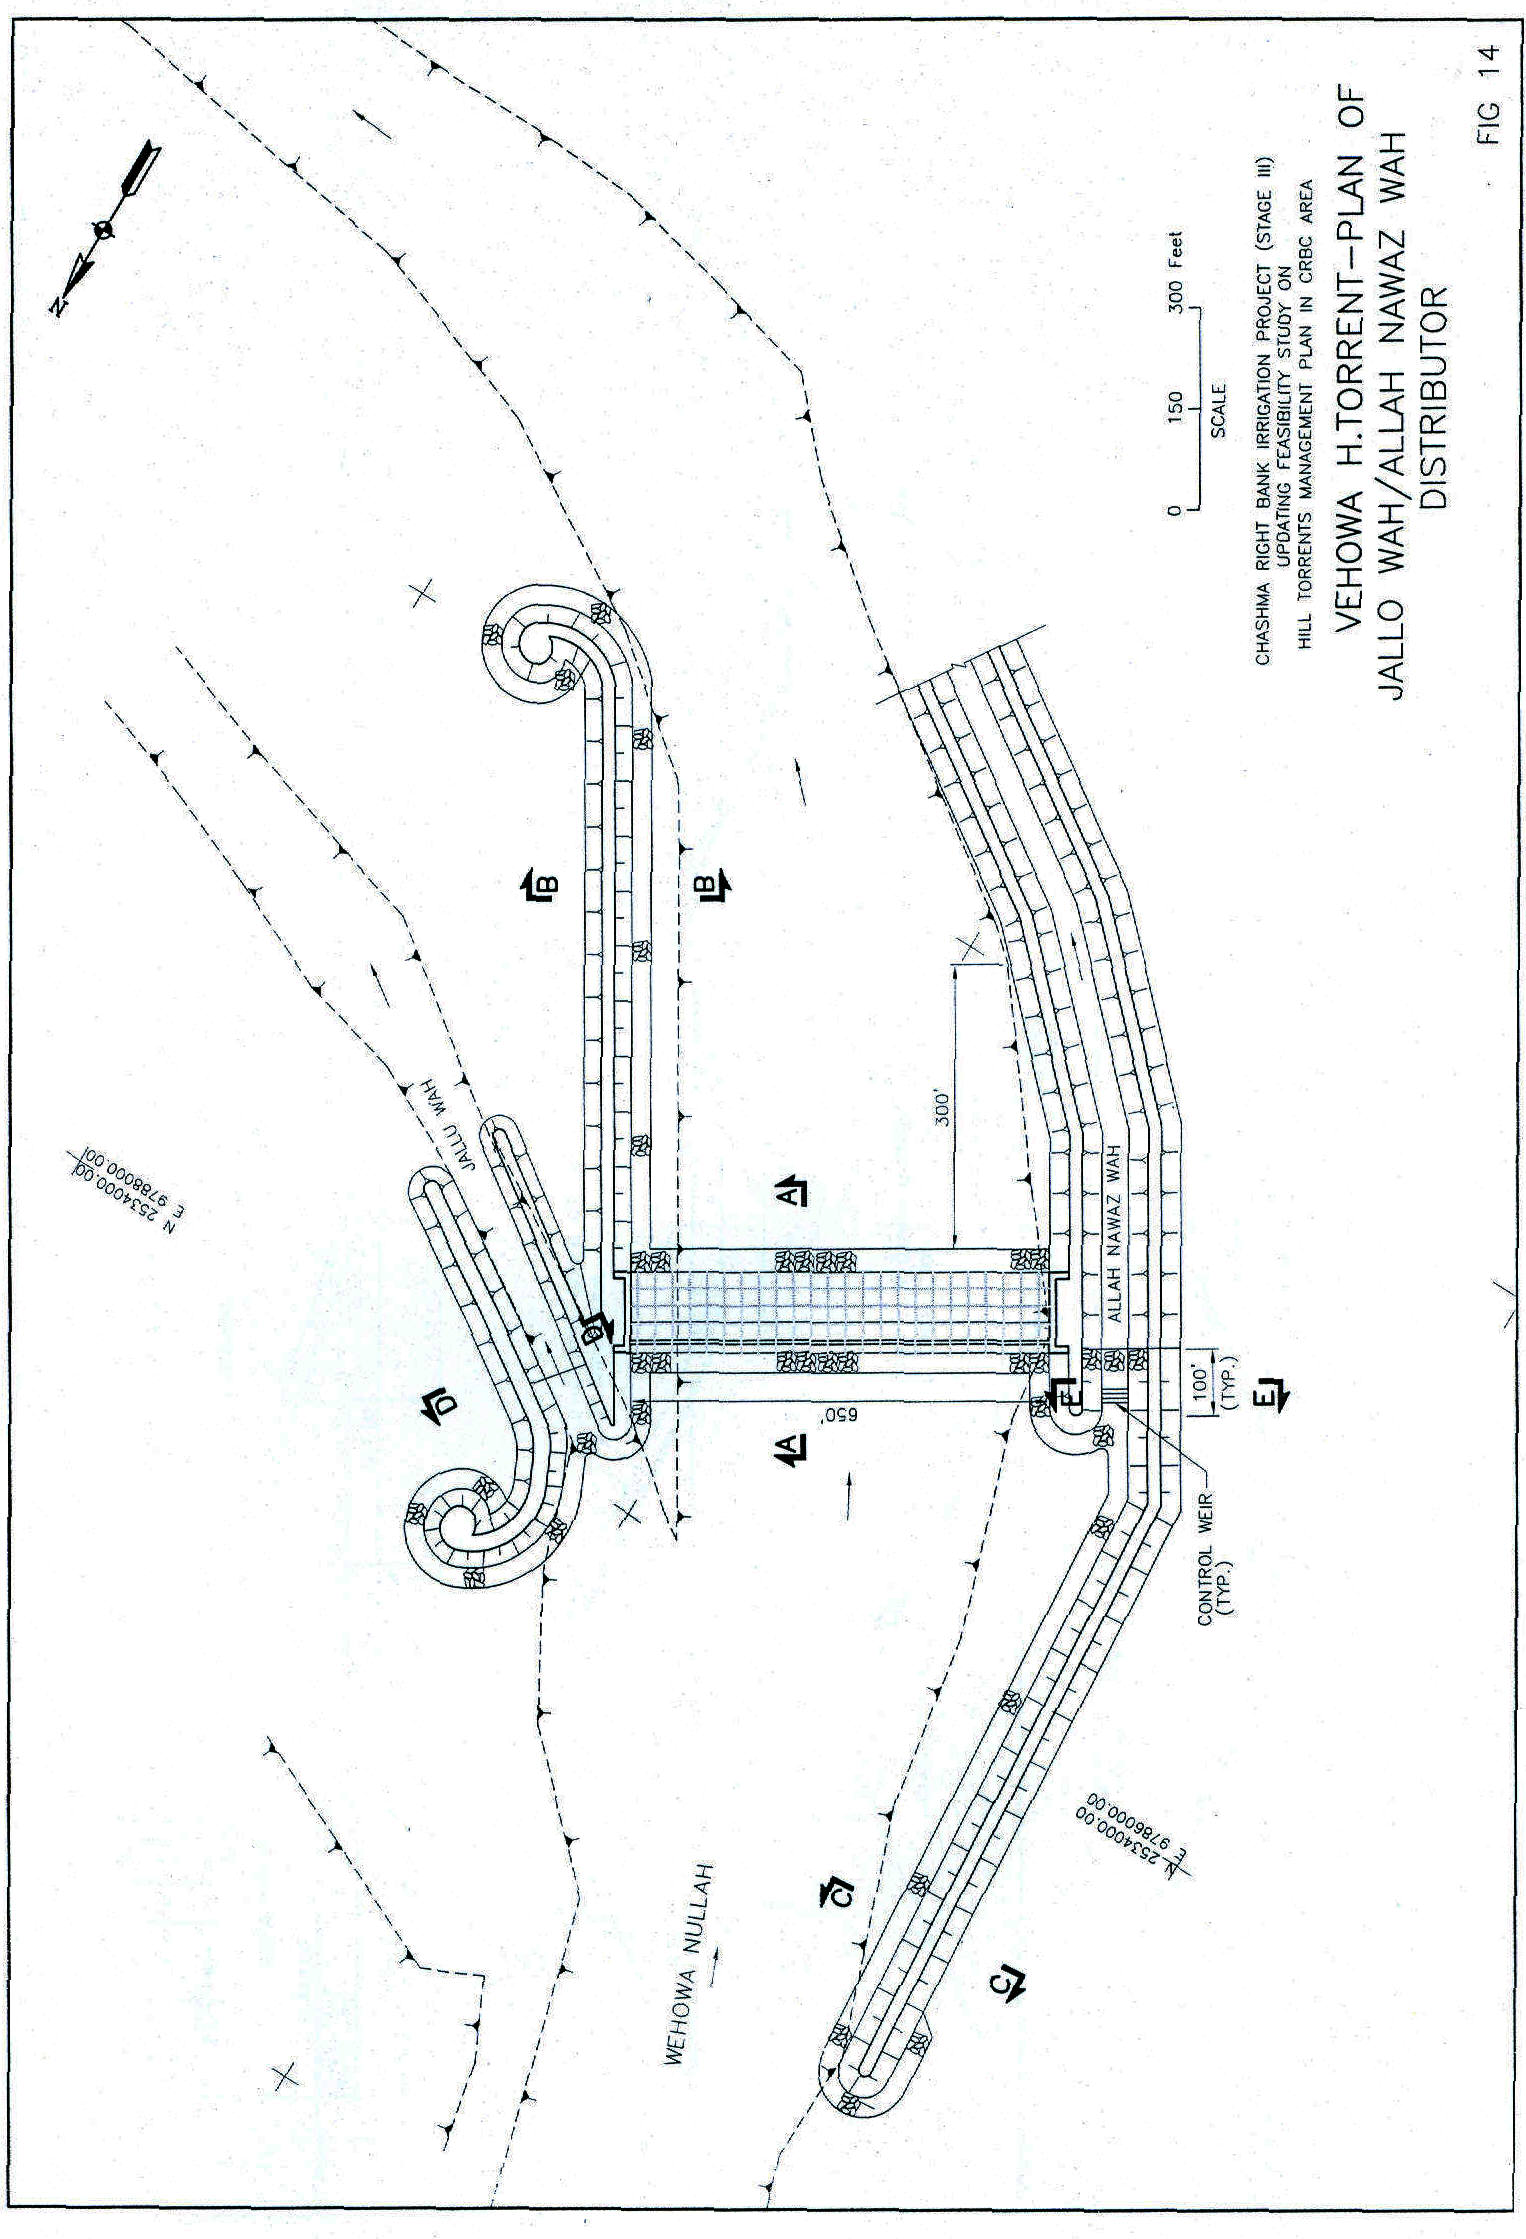 N
WEHOWA NULLAH
JALLU WAH
ALLAH NAWAZ WAH
N 2534000.00
E 9788000.00
N 2534000.00
E 9786000.00
A
A
B
B
C
C
D
D
E
E
650'
300'
100'
(TYP.)
CONTROL WEIR
(TYP.)
0 150 300 Feet
SCALE
CHASHMA RIGHT BANK IRRIGATION PROJECT (STAGE III)
UPDATING FEASIBILITY STUDY ON
HILL TORRENTS MANAGEMENT PLAN IN CRBC AREA
VEHOWA H.TORRENT-PLAN OF
JALLO WAH/ALLAH NAWAZ WAH
DISTRIBUTOR
FIG 14